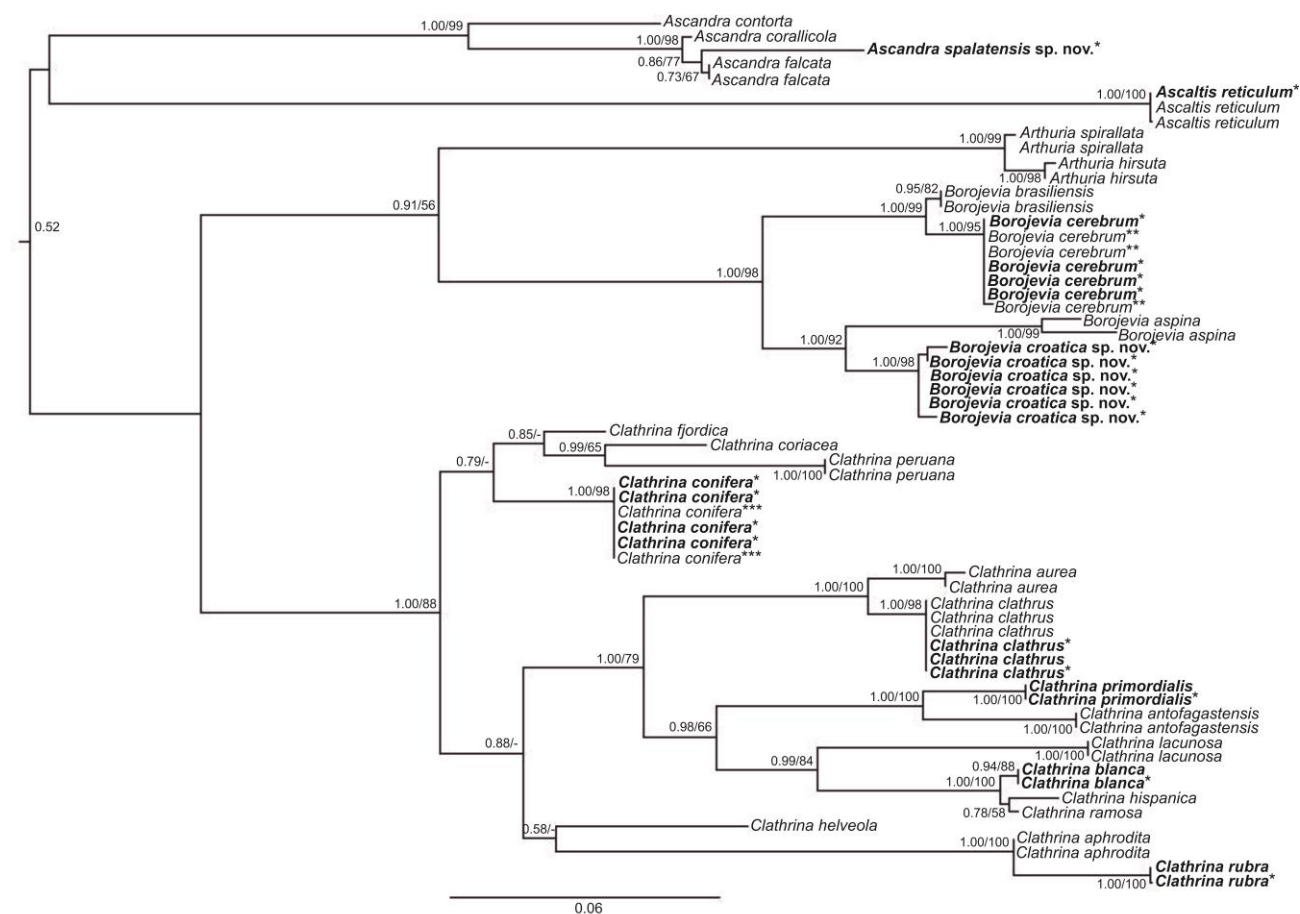 Ascandra contorta
1.00/99
Ascandra corallicola
1.00/98
Ascandra spalatensis sp. nov.*
0.86/77
Ascandra falcata
0.73/67
Ascandra falcata
Ascaltis reticulum*
1.00/100
Ascaltis reticulum
Ascaltis reticulum
Arthuria spirallata
1.00/99
Arthuria spirallata
Arthuria hirsuta
1.00/98
Arthuria hirsuta
0.95/82
Borojevia brasiliensis
0.91/56
1.00/99
Borojevia brasiliensis
Borojevia cerebrum*
0.52
1.00/95
Borojevia cerebrum**
Borojevia cerebrum**
Borojevia cerebrum*
1.00/98
Borojevia cerebrum*
Borojevia cerebrum*
Borojevia cerebrum**
Borojevia aspina
1.00/99
Borojevia aspina
1.00/92
Borojevia croatica sp. nov.*
1.00/98
Borojevia croatica sp. nov.*
Borojevia croatica sp. nov.*
Borojevia croatica sp. nov.*
Borojevia croatica sp. nov.*
Borojevia croatica sp. nov.*
Clathrina fjordica
0.85/-
Clathrina coriacea
0.99/65
0.79/-
Clathrina peruana
1.00/100
Clathrina peruana
Clathrina conifera*
1.00/98
Clathrina conifera*
Clathrina conifera***
Clathrina conifera*
Clathrina conifera*
Clathrina conifera***
1.00/100
Clathrina aurea
1.00/100
Clathrina aurea
1.00/88
1.00/98
Clathrina clathrus
Clathrina clathrus
Clathrina clathrus
Clathrina clathrus*
1.00/79
Clathrina clathrus
Clathrina clathrus*
Clathrina primordialis
1.00/100
1.00/100
Clathrina primordialis*
Clathrina antofagastensis
0.98/66
1.00/100
Clathrina antofagastensis
0.88/-
Clathrina lacunosa
1.00/100
Clathrina lacunosa
0.99/84
0.94/88
Clathrina blanca
1.00/100
Clathrina blanca*
Clathrina hispanica
0.78/58
Clathrina ramosa
0.58/-
Clathrina helveola
Clathrina aphrodita
1.00/100
Clathrina aphrodita
Clathrina rubra
1.00/100
Clathrina rubra*
0.06